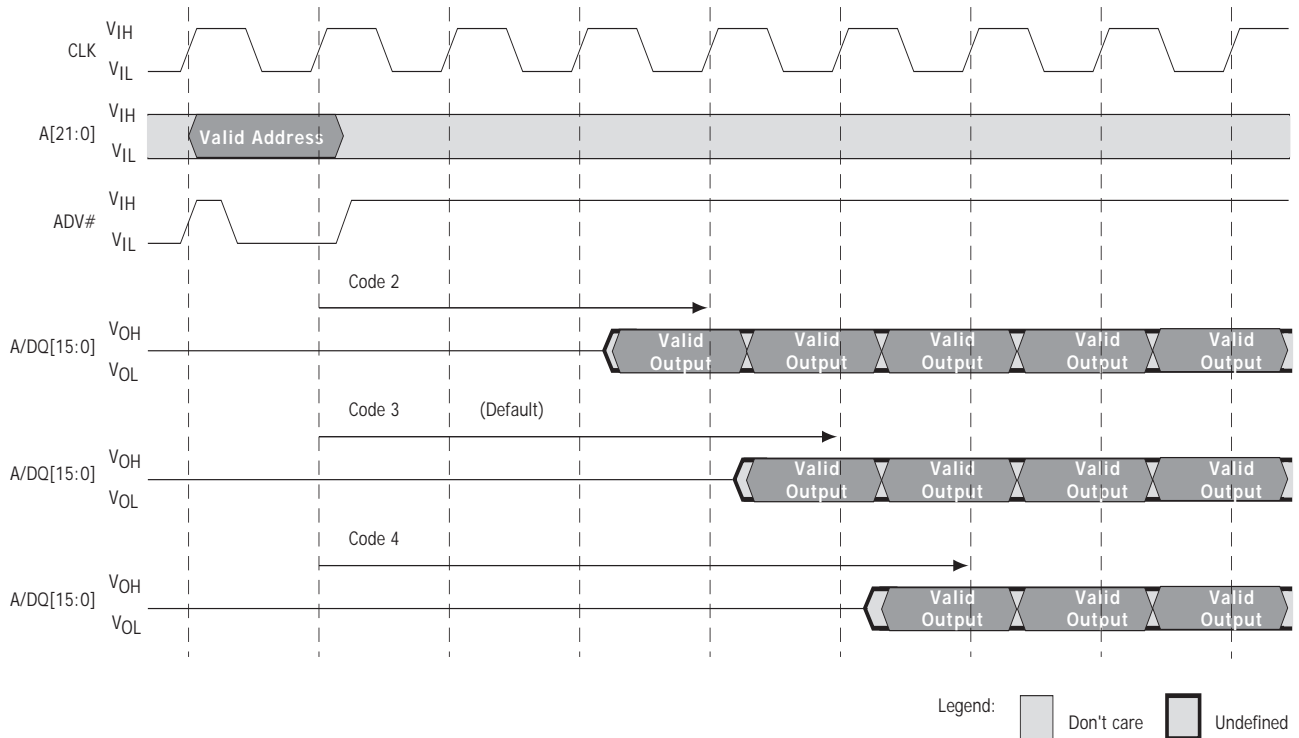 VIH
CLK
VIL
VIH
A[21:0]
Valid Address
VIL
VIH
ADV#
VIL
Code 2
VOH
A/DQ[15:0]
VOL
Valid Output
Valid Output
Valid Output
Valid Output
Valid Output
Code 3 (Default)
VOH
A/DQ[15:0]
VOL
Valid Output
Valid Output
Valid Output
Valid Output
Code 4
VOH
A/DQ[15:0]
VOL
Valid Output
Valid Output
Valid Output
Legend: Don't care Undefined